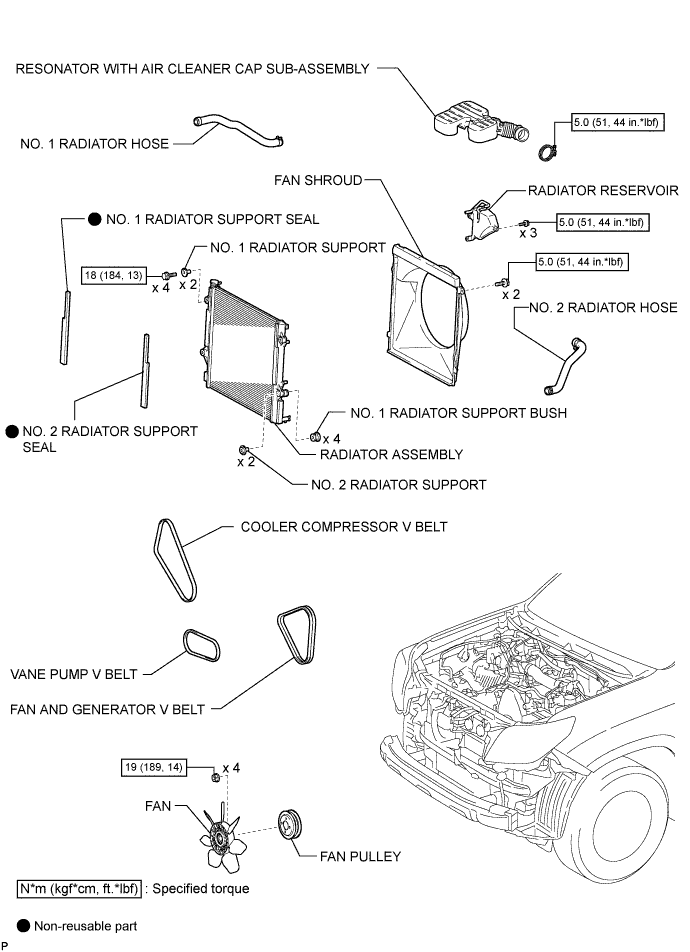 RESONATOR WITH AIR CLEANER CAP SUB-ASSEMBLY
5.0 (51, 44 in.*lbf)
NO. 1 RADIATOR HOSE
FAN SHROUD
RADIATOR RESERVOIR
NO. 1 RADIATOR SUPPORT SEAL
5.0 (51, 44 in.*lbf)
x 3
NO. 1 RADIATOR SUPPORT
5.0 (51, 44 in.*lbf)
18 (184, 13)
x 4
x 2
x 2
NO. 2 RADIATOR HOSE
NO. 1 RADIATOR SUPPORT BUSH
NO. 2 RADIATOR SUPPORT
SEAL
x 4
RADIATOR ASSEMBLY
x 2
NO. 2 RADIATOR SUPPORT
COOLER COMPRESSOR V BELT
VANE PUMP V BELT
FAN AND GENERATOR V BELT
19 (189, 14)
x 4
FAN
FAN PULLEY
N*m (kgf*cm, ft.*lbf) : Specified torque
Non-reusable part
P